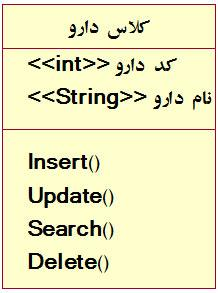 کلاس دارو
کد دارو <<int>>
نام دارو <<String>>
Insert()
Update()
Search()
Delete()